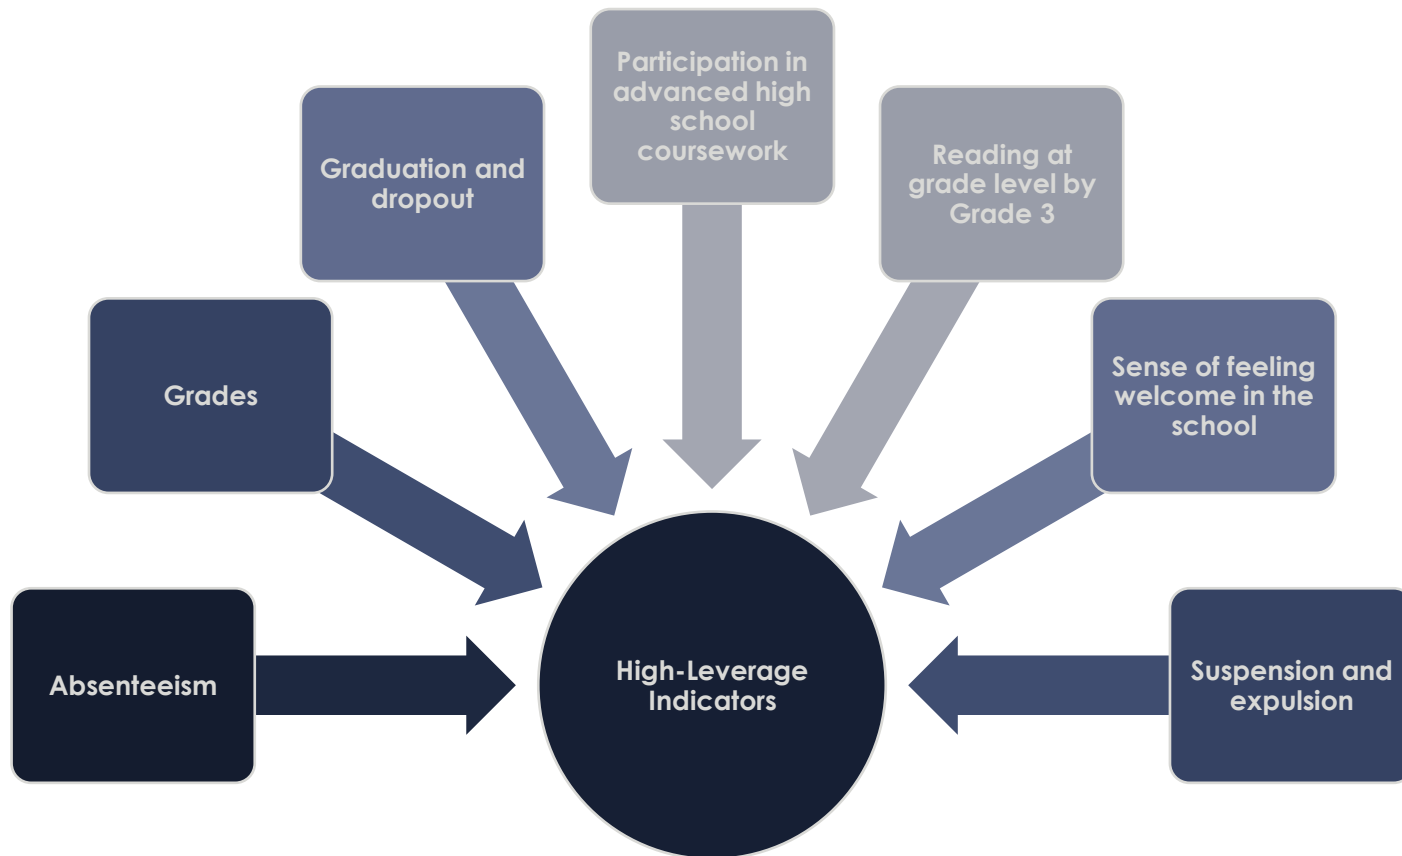 Participation in
advanced high
school
coursework
Graduation and
dropout
Reading at
grade level by
Grade 3
Grades
Sense of feeling
welcome in the
school
Absenteeism
High-Leverage
Indicators
Suspension and
expulsion